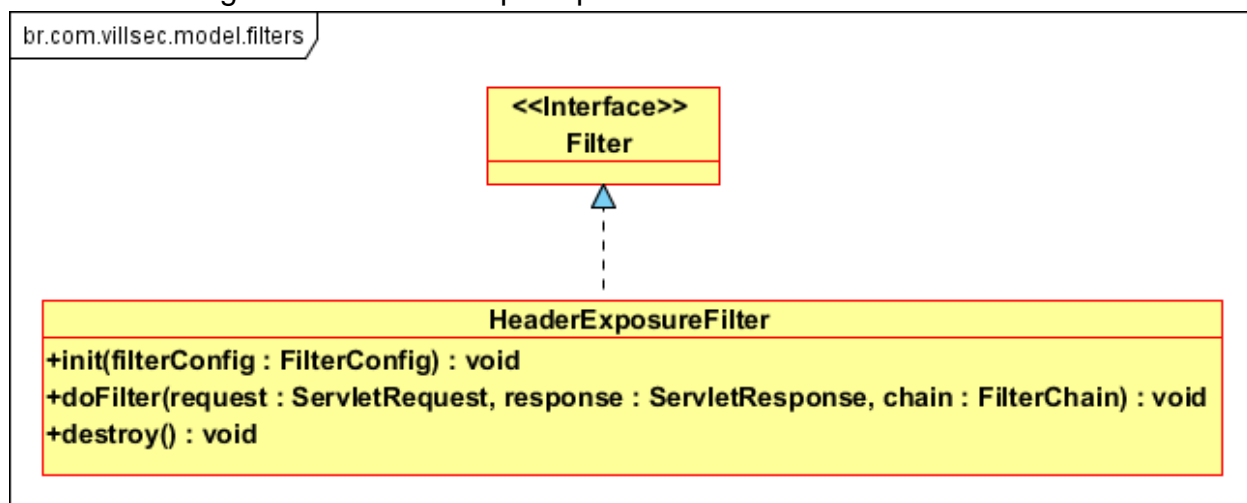 br.com.villsec.model.filters
<<Interface>>
Filter
HeaderExposureFilter
+init(filterConfig : FilterConfig) : void
+doFilter(request : ServletRequest, response : ServletResponse, chain : FilterChain) : void
+destroy() : void